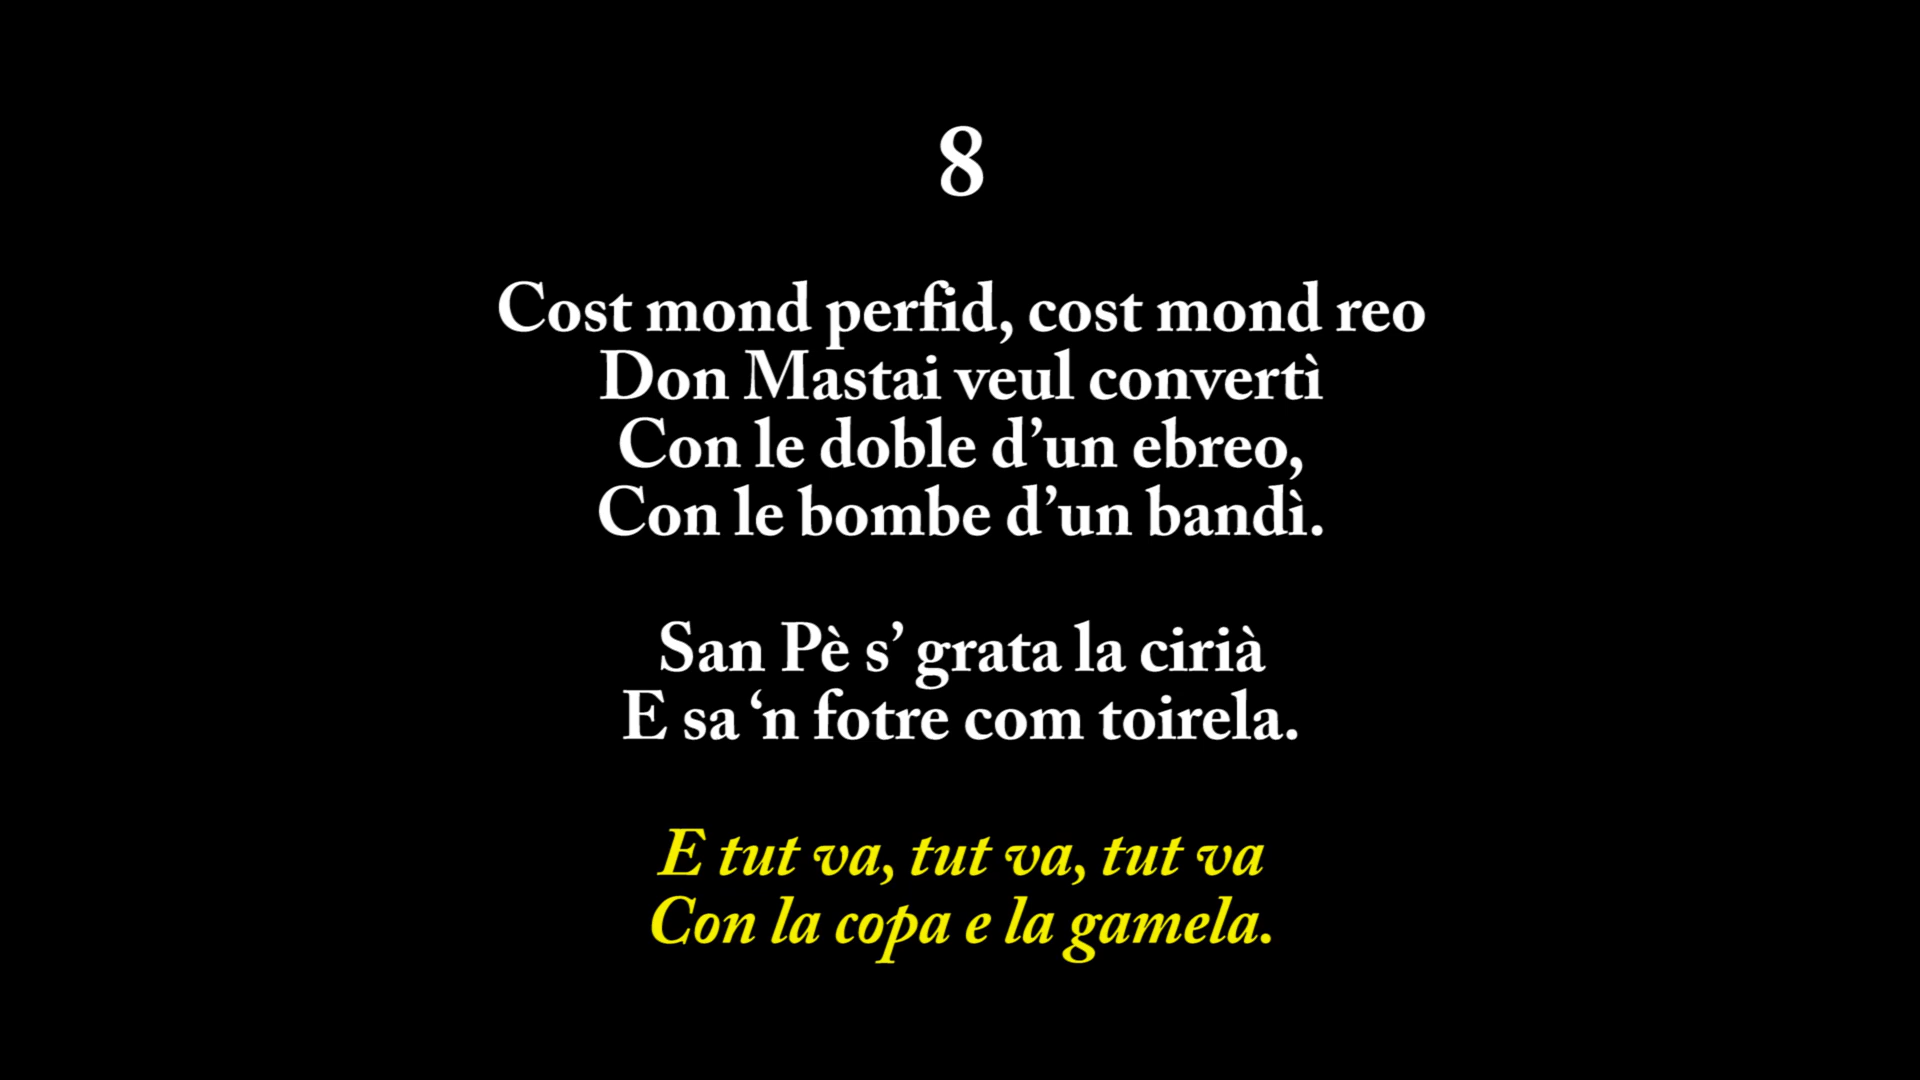 8
Cost mond perfid, cost mond reo
Don Mastai veul convertì
Con le doble d’un ebreo,
Con le bombe d’un bandì.
San Pè s’ grata la cirià
E sa ‘n fotre com toirela.
E tut va, tut va, tut va
Con la copa e la gamela.